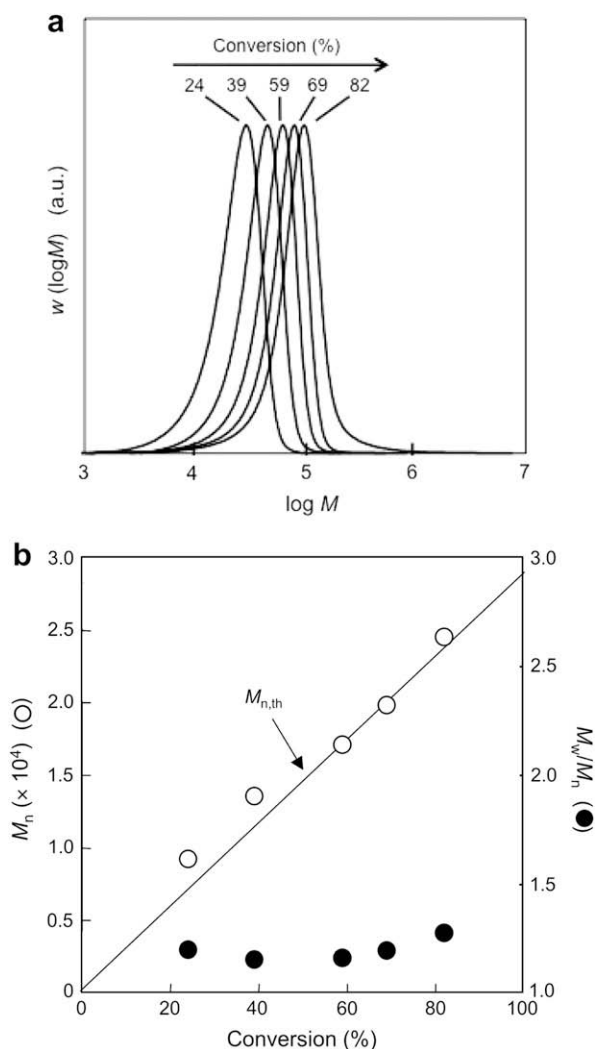 a
Conversion (%)
24 39 59 69 82
w (logM) (a.u.)
3 4 5 6 7
log M
b
3.0 3.0
2.5 2.5
2.0 2.0
1.5 1.5
1.0
0.5
0 1.0
Mn,th
Mn (× 10⁴) (○)
Mw/Mn (●)
0 20 40 60 80 100
Conversion (%)